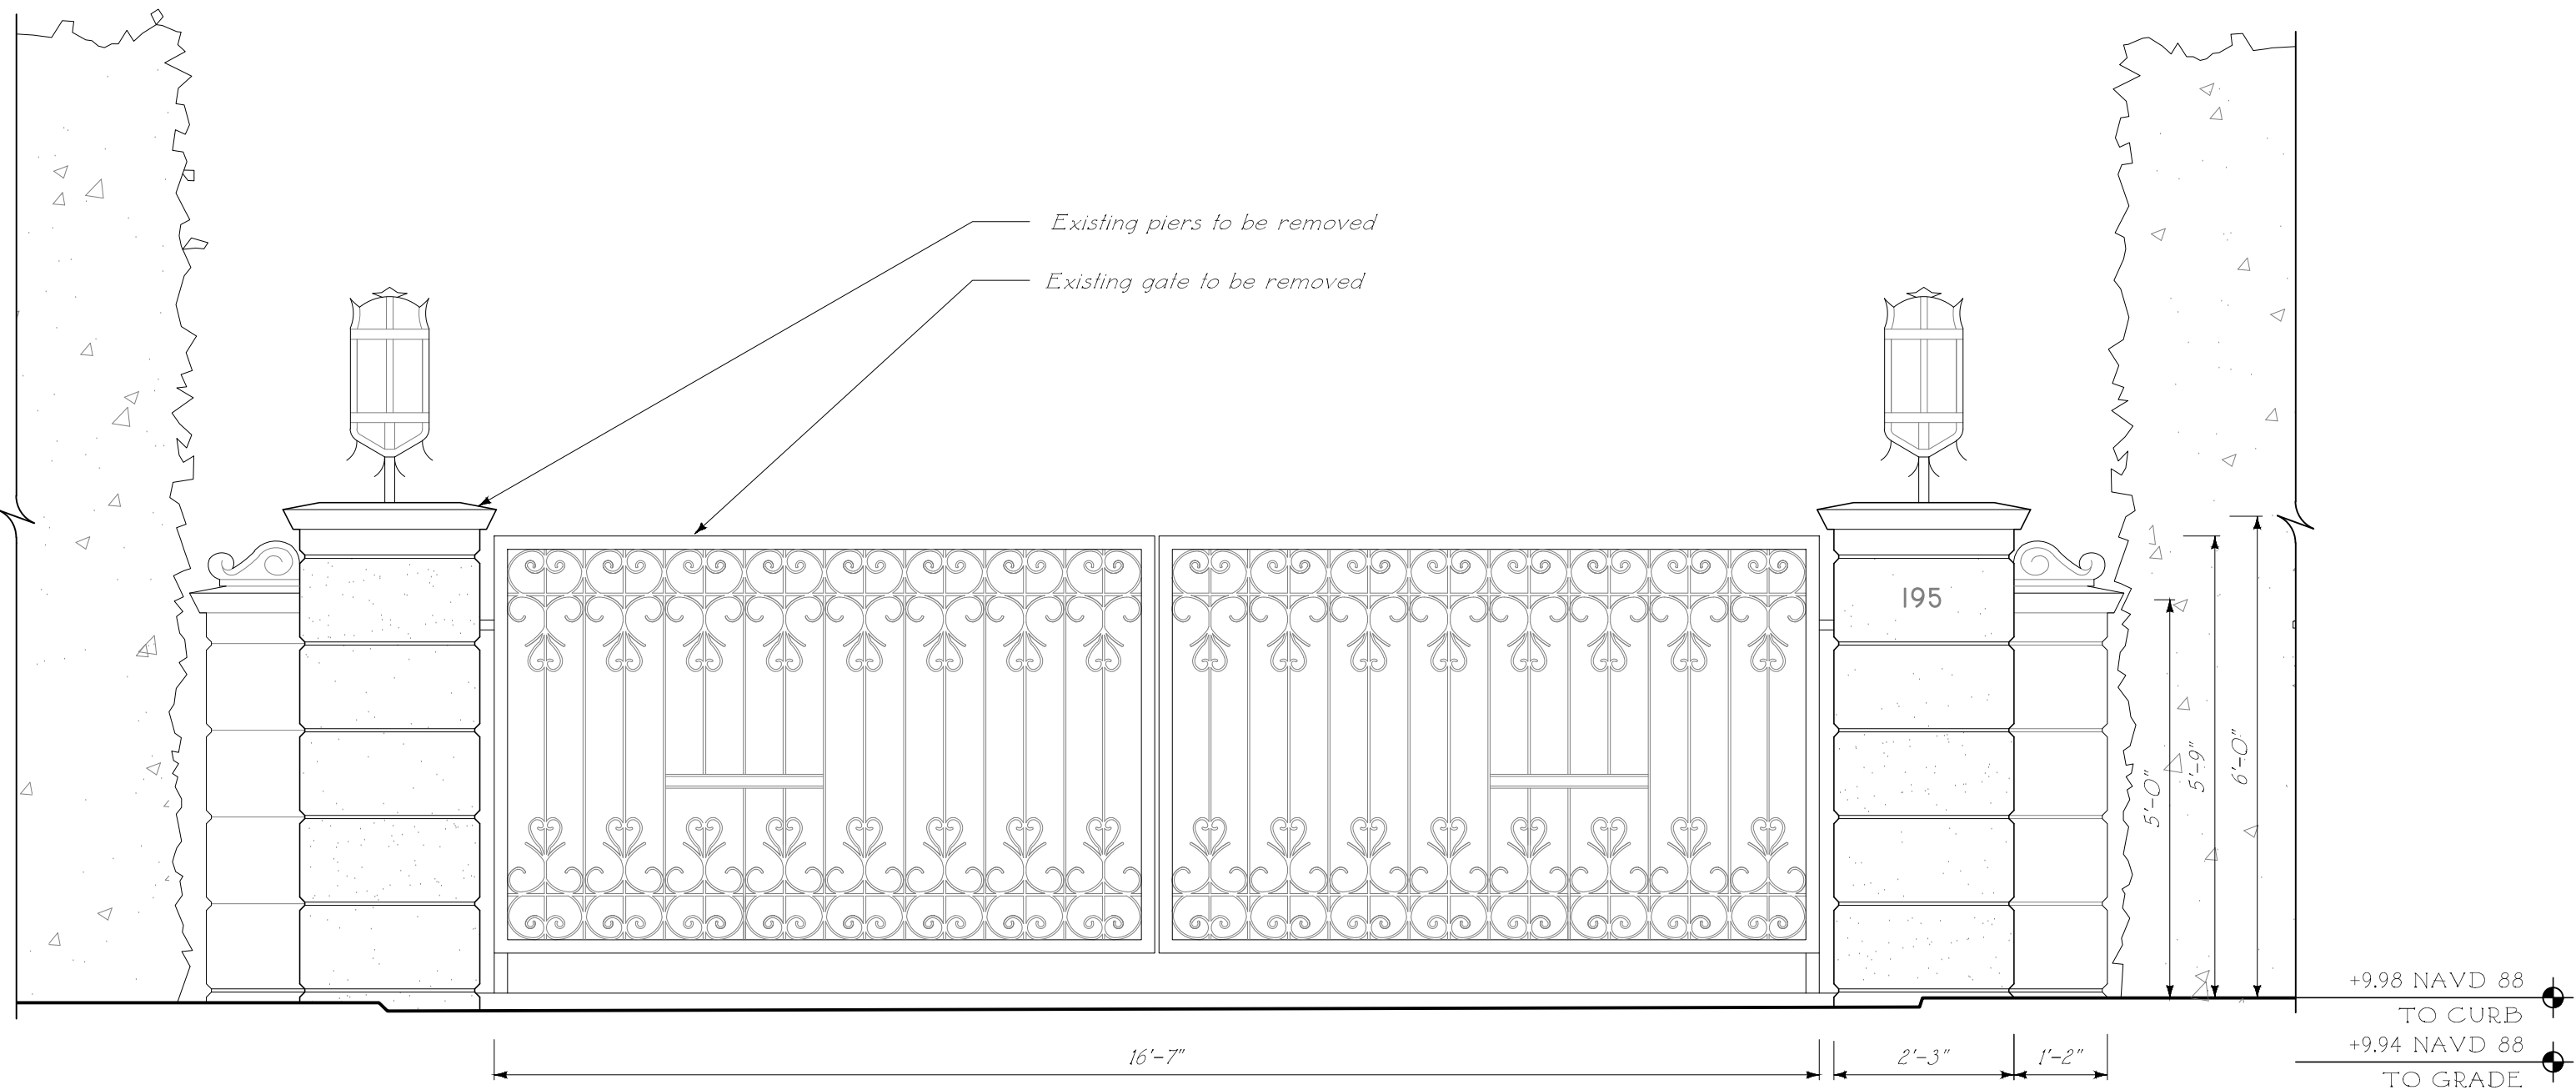 Existing piers to be removed
Existing gate to be removed
195
5'-0"
5'-9"
6'-0"
+9.98 NAVD 88
TO CURB
+9.94 NAVD 88
TO GRADE
16'-7"
2'-3"
1'-2"